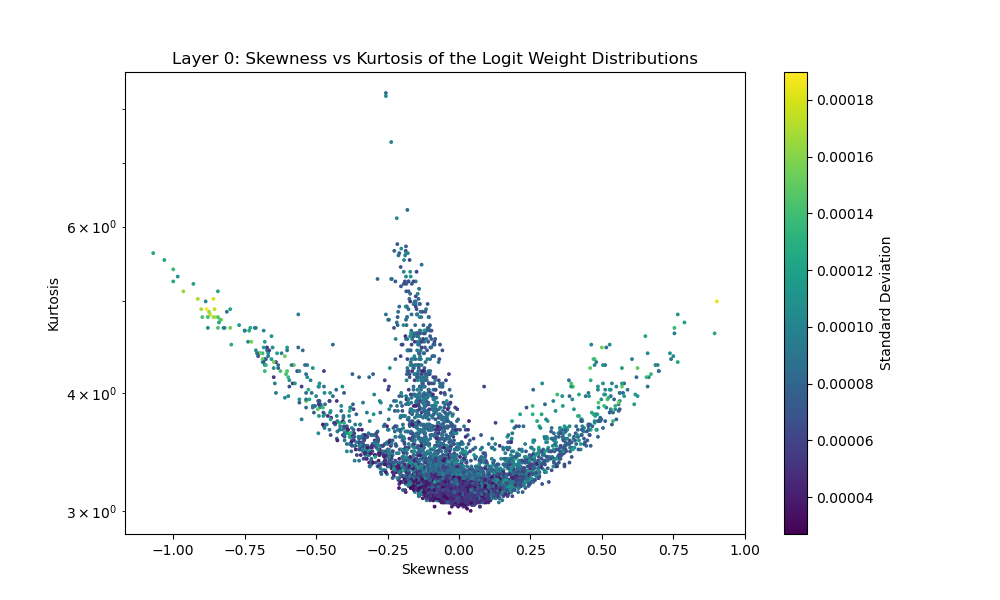 Layer 0: Skewness vs Kurtosis of the Logit Weight Distributions
Kurtosis
6 × 10⁰
4 × 10⁰
3 × 10⁰
−1.00 −0.75 −0.50 −0.25 0.00 0.25 0.50 0.75 1.00
Skewness
0.00018
0.00016
0.00014
0.00012
0.00010
0.00008
0.00006
0.00004
Standard Deviation